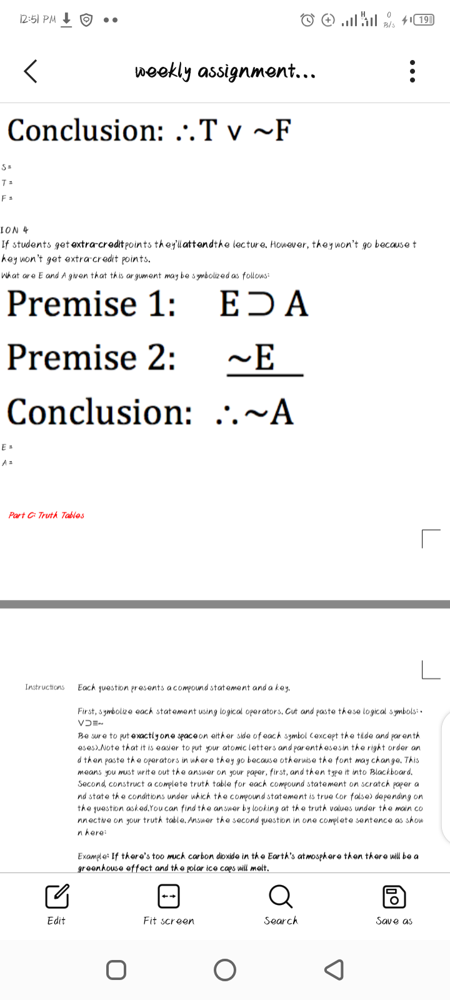 12:51 PM
0 B/s
19
weekly assignment...
Conclusion: ∴T v ~F
S =
T =
F =
ION 4
If students get extra-credit points they'll attend the lecture. However, they won't go because t
hey won't get extra-credit points.
What are E and A given that this argument may be symbolized as follows:
Premise 1: E ⊃ A
Premise 2: ~E
Conclusion: ∴~A
E =
A =
Part C: Truth Tables
Instructions Each question presents a compound statement and a key.
First, symbolize each statement using logical operators. Cut and paste these logical symbols: •
V⊃≡~
Be sure to put exactly one space on either side of each symbol (except the tilde and parenth
eses).Note that it is easier to put your atomic letters and parentheses in the right order an
d then paste the operators in where they go because otherwise the font may change. This
means you must write out the answer on your paper, first, and then type it into Blackboard.
Second, construct a complete truth table for each compound statement on scratch paper a
nd state the conditions under which the compound statement is true (or false) depending on
the question asked.You can find the answer by looking at the truth values under the main co
nnective on your truth table. Answer the second question in one complete sentence as show
n here:
Example: If there's too much carbon dioxide in the Earth's atmosphere then there will be a
greenhouse effect and the polar ice caps will melt.
Edit
Fit screen
Search
Save as